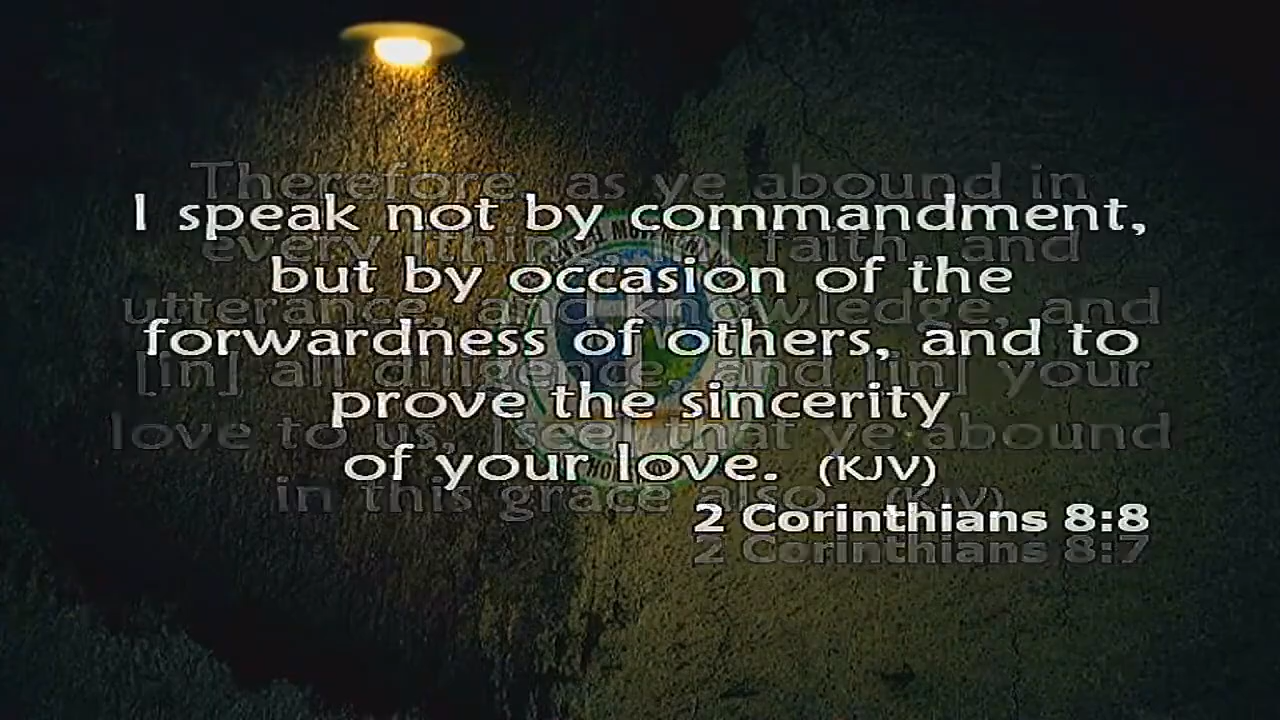 I speak not by commandment,
but by occasion of the
forwardness of others, and to
prove the sincerity
of your love. (KJV)
2 Corinthians 8:8
Therefore, as ye abound in
every [thing, in] faith, and
utterance, and knowledge, and
[in] all diligence, and [in] your
love to us, [see] that ye abound
in this grace also. (KJV)
2 Corinthians 8:7